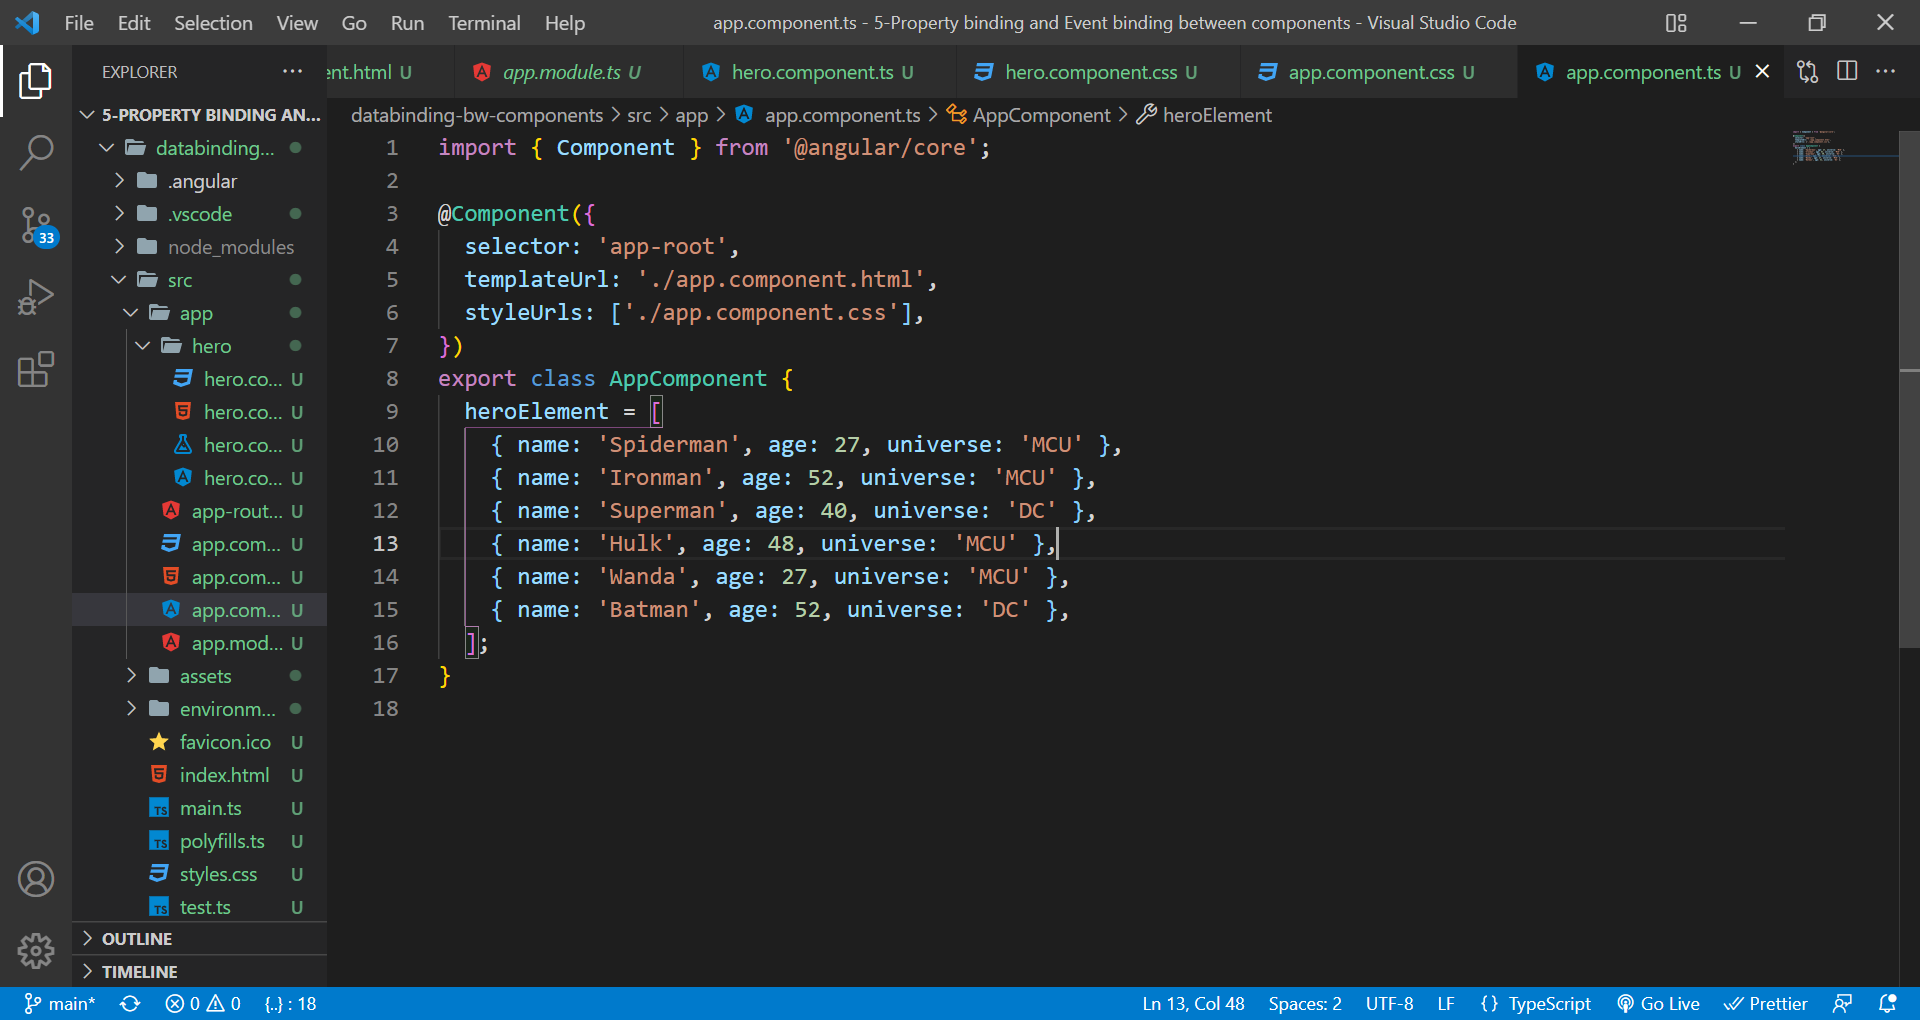 File Edit Selection View Go Run Terminal Help app.component.ts - 5-Property binding and Event binding between components - Visual Studio Code
EXPLORER ··· ent.html U app.module.ts U hero.component.ts U hero.component.css U app.component.css U app.component.ts U
5-PROPERTY BINDING AN...
databinding-bw-components > src > app > app.component.ts > AppComponent > heroElement
databinding...
.angular
.vscode
node_modules
src
app
hero
hero.co... U
hero.co... U
hero.co... U
hero.co... U
app-rout... U
app.com... U
app.com... U
app.com... U
app.mod... U
assets
environm...
favicon.ico U
index.html U
main.ts U
polyfills.ts U
styles.css U
test.ts U
OUTLINE
TIMELINE
33
1 import { Component } from '@angular/core';
2
3 @Component({
4 selector: 'app-root',
5 templateUrl: './app.component.html',
6 styleUrls: ['./app.component.css'],
7 })
8 export class AppComponent {
9 heroElement = [
10 { name: 'Spiderman', age: 27, universe: 'MCU' },
11 { name: 'Ironman', age: 52, universe: 'MCU' },
12 { name: 'Superman', age: 40, universe: 'DC' },
13 { name: 'Hulk', age: 48, universe: 'MCU' },
14 { name: 'Wanda', age: 27, universe: 'MCU' },
15 { name: 'Batman', age: 52, universe: 'DC' },
16 ];
17 }
18
main* 0 0 {..} : 18 Ln 13, Col 48 Spaces: 2 UTF-8 LF {} TypeScript Go Live Prettier